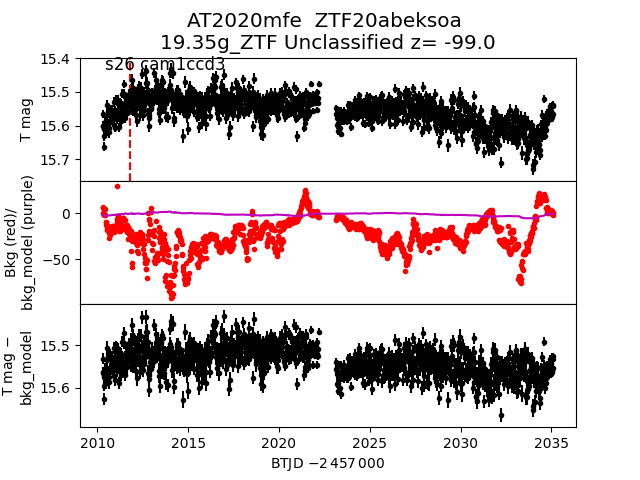 AT2020mfe  ZTF20abeksoa
19.35g_ZTF Unclassified z= -99.0
s26 cam1ccd3
T mag
15.4
15.5
15.6
15.7
Bkg (red)/
bkg_model (purple)
0
−50
T mag −
bkg_model
15.5
15.6
2010 2015 2020 2025 2030 2035
BTJD −2 457 000